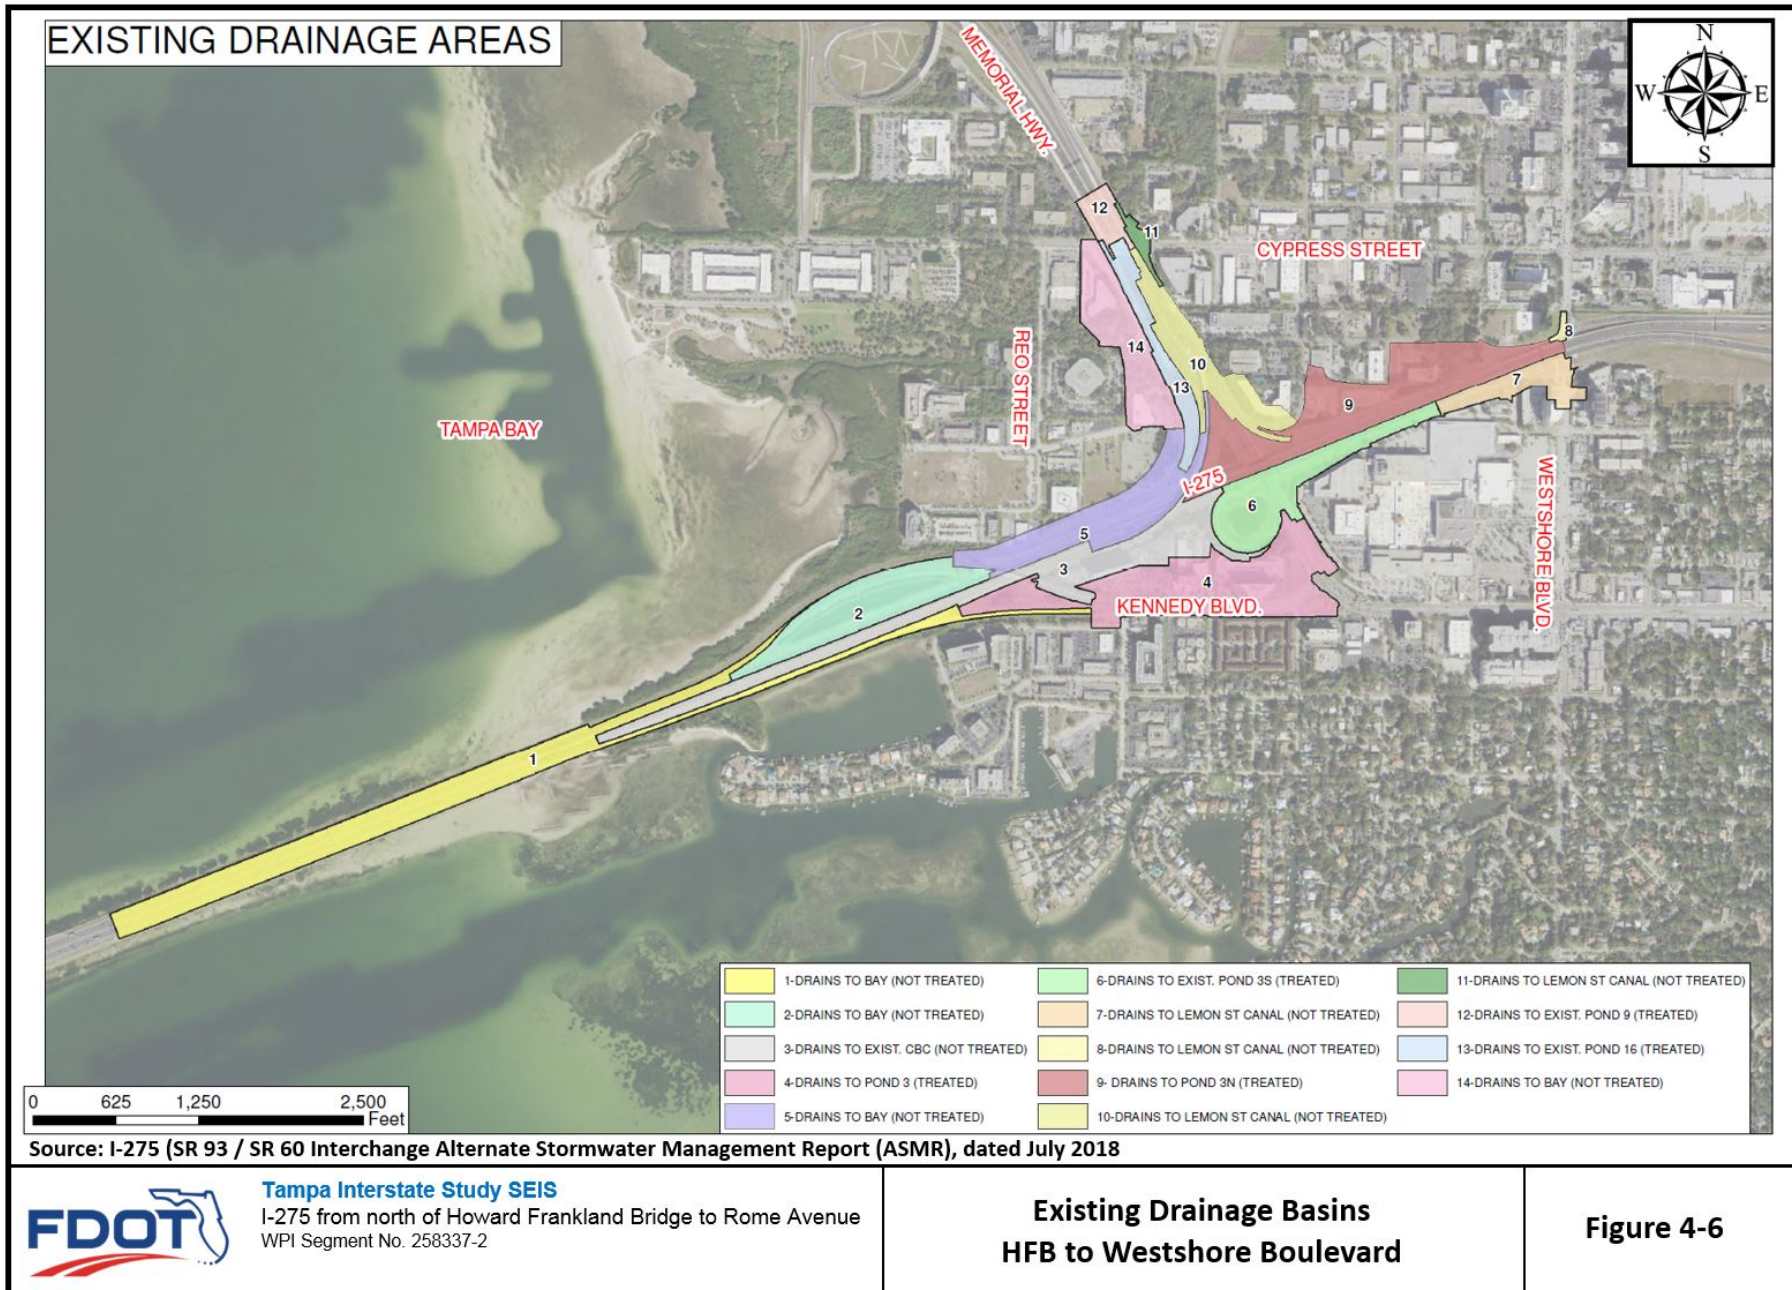 EXISTING DRAINAGE AREAS
N
W E
S
MEMORIAL HWY.
12
11
CYPRESS STREET
REO STREET
14
10
13
8
7
9
TAMPA BAY
I-275
WESTSHORE BLVD.
6
5
3
4
KENNEDY BLVD.
2
1
1-DRAINS TO BAY (NOT TREATED)
2-DRAINS TO BAY (NOT TREATED)
3-DRAINS TO EXIST. CBC (NOT TREATED)
4-DRAINS TO POND 3 (TREATED)
5-DRAINS TO BAY (NOT TREATED)
6-DRAINS TO EXIST. POND 3S (TREATED)
7-DRAINS TO LEMON ST CANAL (NOT TREATED)
8-DRAINS TO LEMON ST CANAL (NOT TREATED)
9- DRAINS TO POND 3N (TREATED)
10-DRAINS TO LEMON ST CANAL (NOT TREATED)
11-DRAINS TO LEMON ST CANAL (NOT TREATED)
12-DRAINS TO EXIST. POND 9 (TREATED)
13-DRAINS TO EXIST. POND 16 (TREATED)
14-DRAINS TO BAY (NOT TREATED)
0 625 1,250 2,500
Feet
Source: I-275 (SR 93 / SR 60 Interchange Alternate Stormwater Management Report (ASMR), dated July 2018
FDOT
Tampa Interstate Study SEIS
I-275 from north of Howard Frankland Bridge to Rome Avenue
WPI Segment No. 258337-2
Existing Drainage Basins
HFB to Westshore Boulevard
Figure 4-6